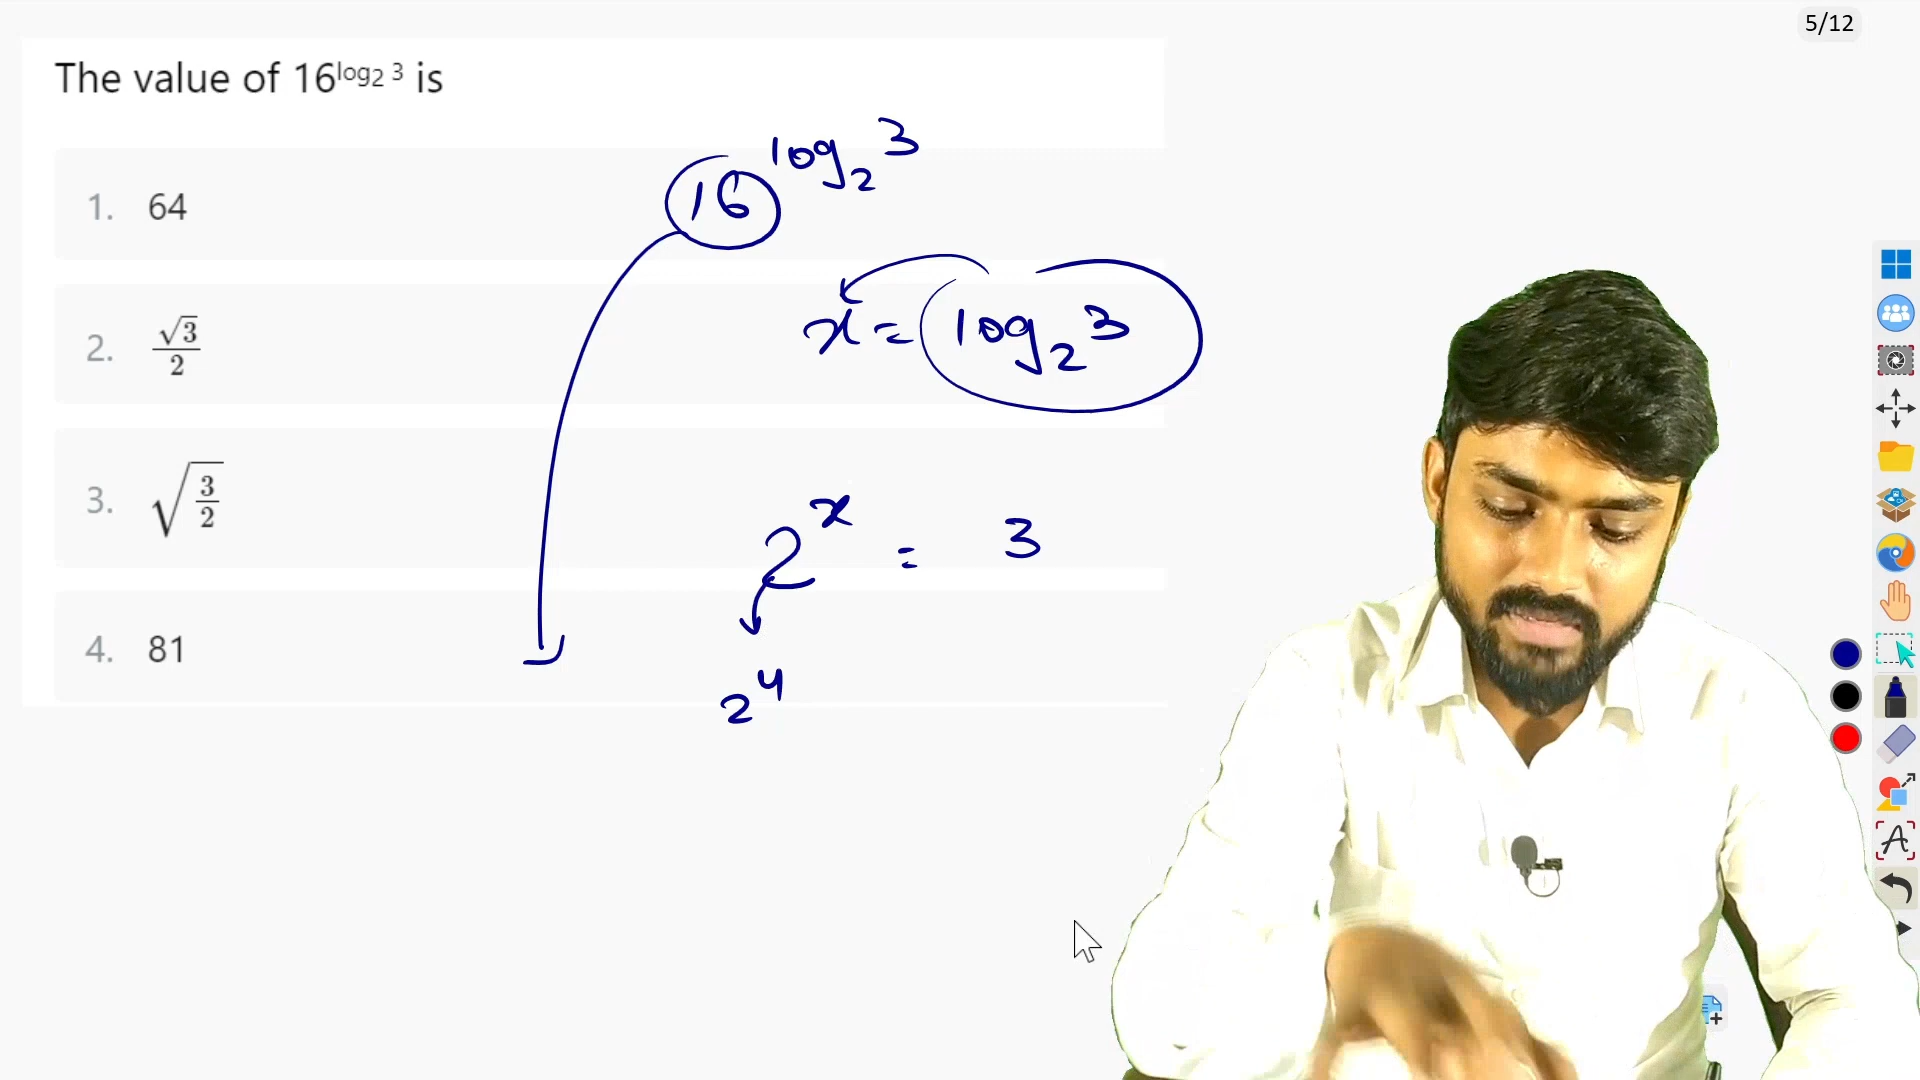 5/12
The value of 16^log₂ 3 is
1. 64
2. √3/2
3. √(3/2)
4. 81
16^log₂ 3
x = log₂ 3
2^x = 3
2^4